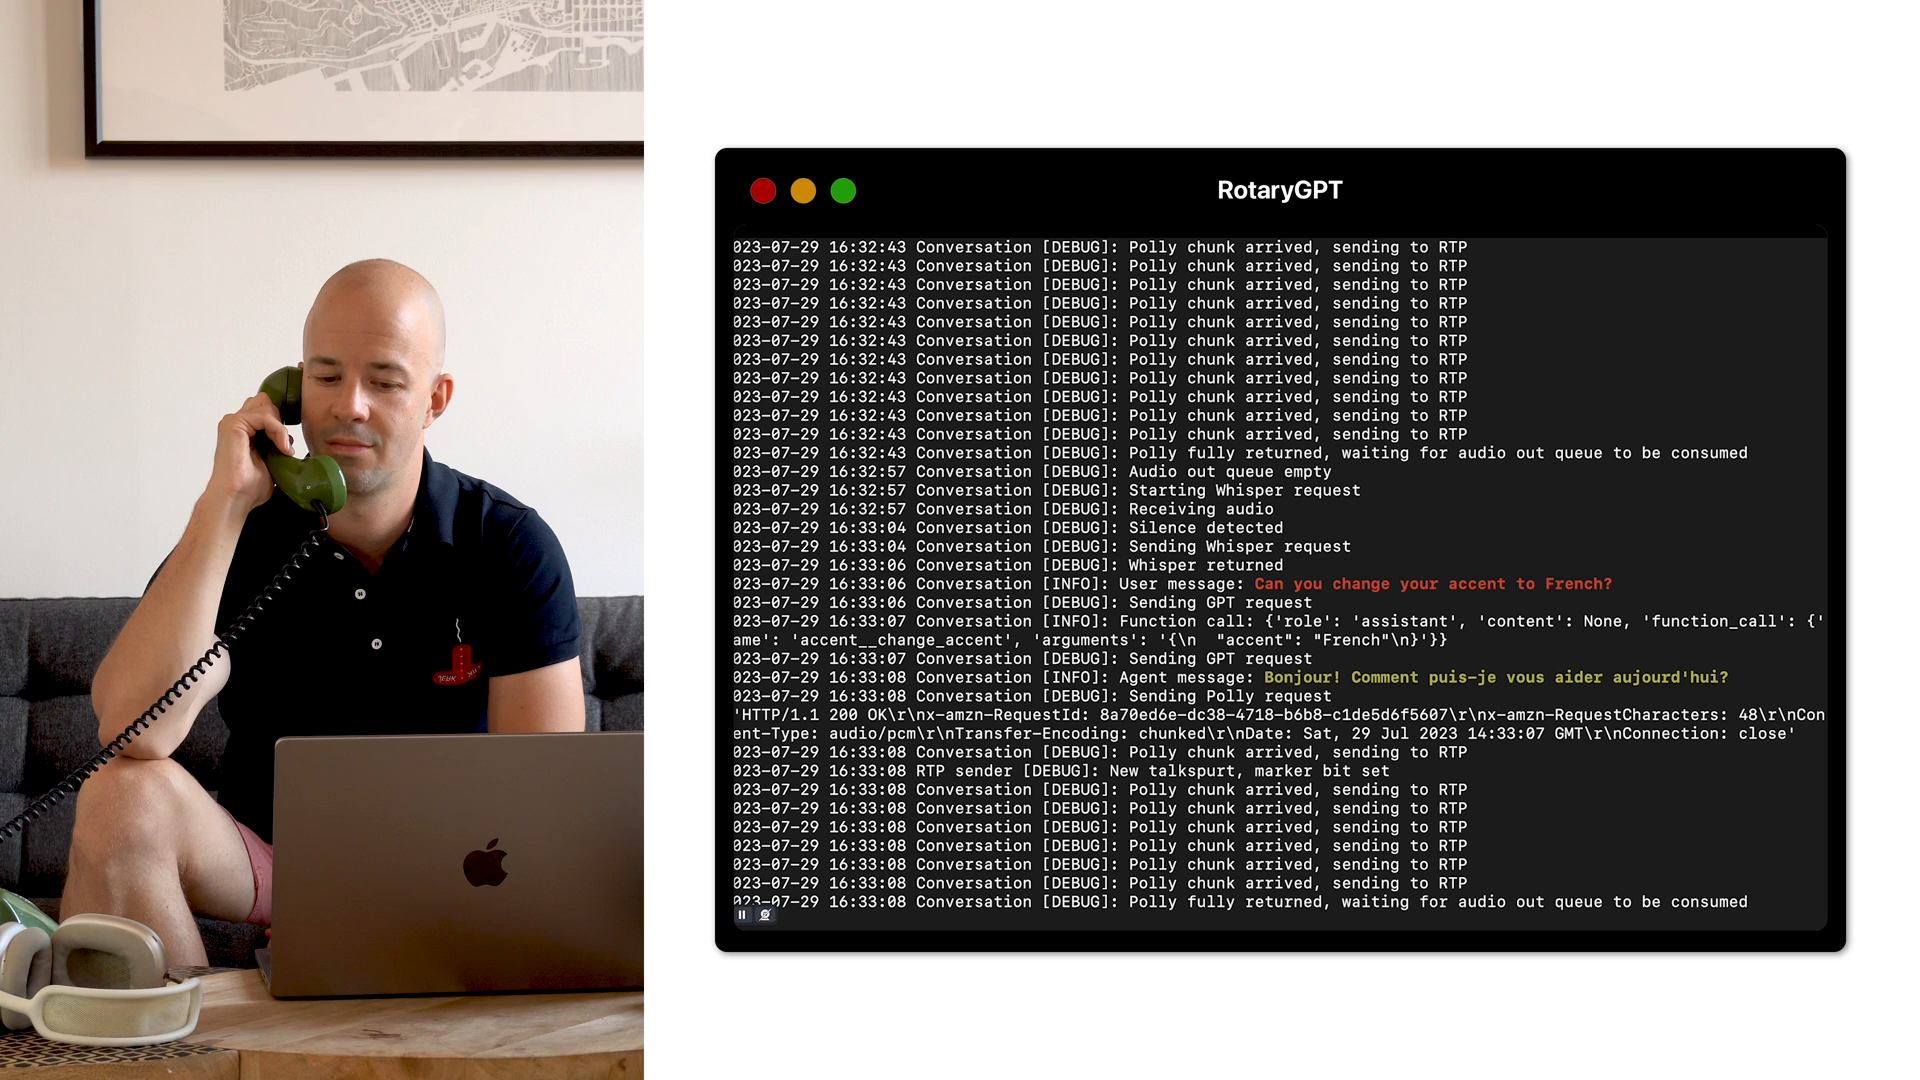 RotaryGPT
023-07-29 16:32:43 Conversation [DEBUG]: Polly chunk arrived, sending to RTP
023-07-29 16:32:43 Conversation [DEBUG]: Polly chunk arrived, sending to RTP
023-07-29 16:32:43 Conversation [DEBUG]: Polly chunk arrived, sending to RTP
023-07-29 16:32:43 Conversation [DEBUG]: Polly chunk arrived, sending to RTP
023-07-29 16:32:43 Conversation [DEBUG]: Polly chunk arrived, sending to RTP
023-07-29 16:32:43 Conversation [DEBUG]: Polly chunk arrived, sending to RTP
023-07-29 16:32:43 Conversation [DEBUG]: Polly chunk arrived, sending to RTP
023-07-29 16:32:43 Conversation [DEBUG]: Polly chunk arrived, sending to RTP
023-07-29 16:32:43 Conversation [DEBUG]: Polly chunk arrived, sending to RTP
023-07-29 16:32:43 Conversation [DEBUG]: Polly chunk arrived, sending to RTP
023-07-29 16:32:43 Conversation [DEBUG]: Polly chunk arrived, sending to RTP
023-07-29 16:32:43 Conversation [DEBUG]: Polly fully returned, waiting for audio out queue to be consumed
023-07-29 16:32:57 Conversation [DEBUG]: Audio out queue empty
023-07-29 16:32:57 Conversation [DEBUG]: Starting Whisper request
023-07-29 16:32:57 Conversation [DEBUG]: Receiving audio
023-07-29 16:33:04 Conversation [DEBUG]: Silence detected
023-07-29 16:33:04 Conversation [DEBUG]: Sending Whisper request
023-07-29 16:33:06 Conversation [DEBUG]: Whisper returned
023-07-29 16:33:06 Conversation [INFO]: User message: Can you change your accent to French?
023-07-29 16:33:06 Conversation [DEBUG]: Sending GPT request
023-07-29 16:33:07 Conversation [INFO]: Function call: {'role': 'assistant', 'content': None, 'function_call': {'
ame': 'accent__change_accent', 'arguments': '{\n  "accent": "French"\n}'}}
023-07-29 16:33:07 Conversation [DEBUG]: Sending GPT request
023-07-29 16:33:08 Conversation [INFO]: Agent message: Bonjour! Comment puis-je vous aider aujourd'hui?
023-07-29 16:33:08 Conversation [DEBUG]: Sending Polly request
'HTTP/1.1 200 OK\r\nx-amzn-RequestId: 8a70ed6e-dc38-4718-b6b8-c1de5d6f5607\r\nx-amzn-RequestCharacters: 48\r\nCon
ent-Type: audio/pcm\r\nTransfer-Encoding: chunked\r\nDate: Sat, 29 Jul 2023 14:33:07 GMT\r\nConnection: close'
023-07-29 16:33:08 Conversation [DEBUG]: Polly chunk arrived, sending to RTP
023-07-29 16:33:08 RTP sender [DEBUG]: New talkspurt, marker bit set
023-07-29 16:33:08 Conversation [DEBUG]: Polly chunk arrived, sending to RTP
023-07-29 16:33:08 Conversation [DEBUG]: Polly chunk arrived, sending to RTP
023-07-29 16:33:08 Conversation [DEBUG]: Polly chunk arrived, sending to RTP
023-07-29 16:33:08 Conversation [DEBUG]: Polly chunk arrived, sending to RTP
023-07-29 16:33:08 Conversation [DEBUG]: Polly chunk arrived, sending to RTP
023-07-29 16:33:08 Conversation [DEBUG]: Polly chunk arrived, sending to RTP
023-07-29 16:33:08 Conversation [DEBUG]: Polly fully returned, waiting for audio out queue to be consumed